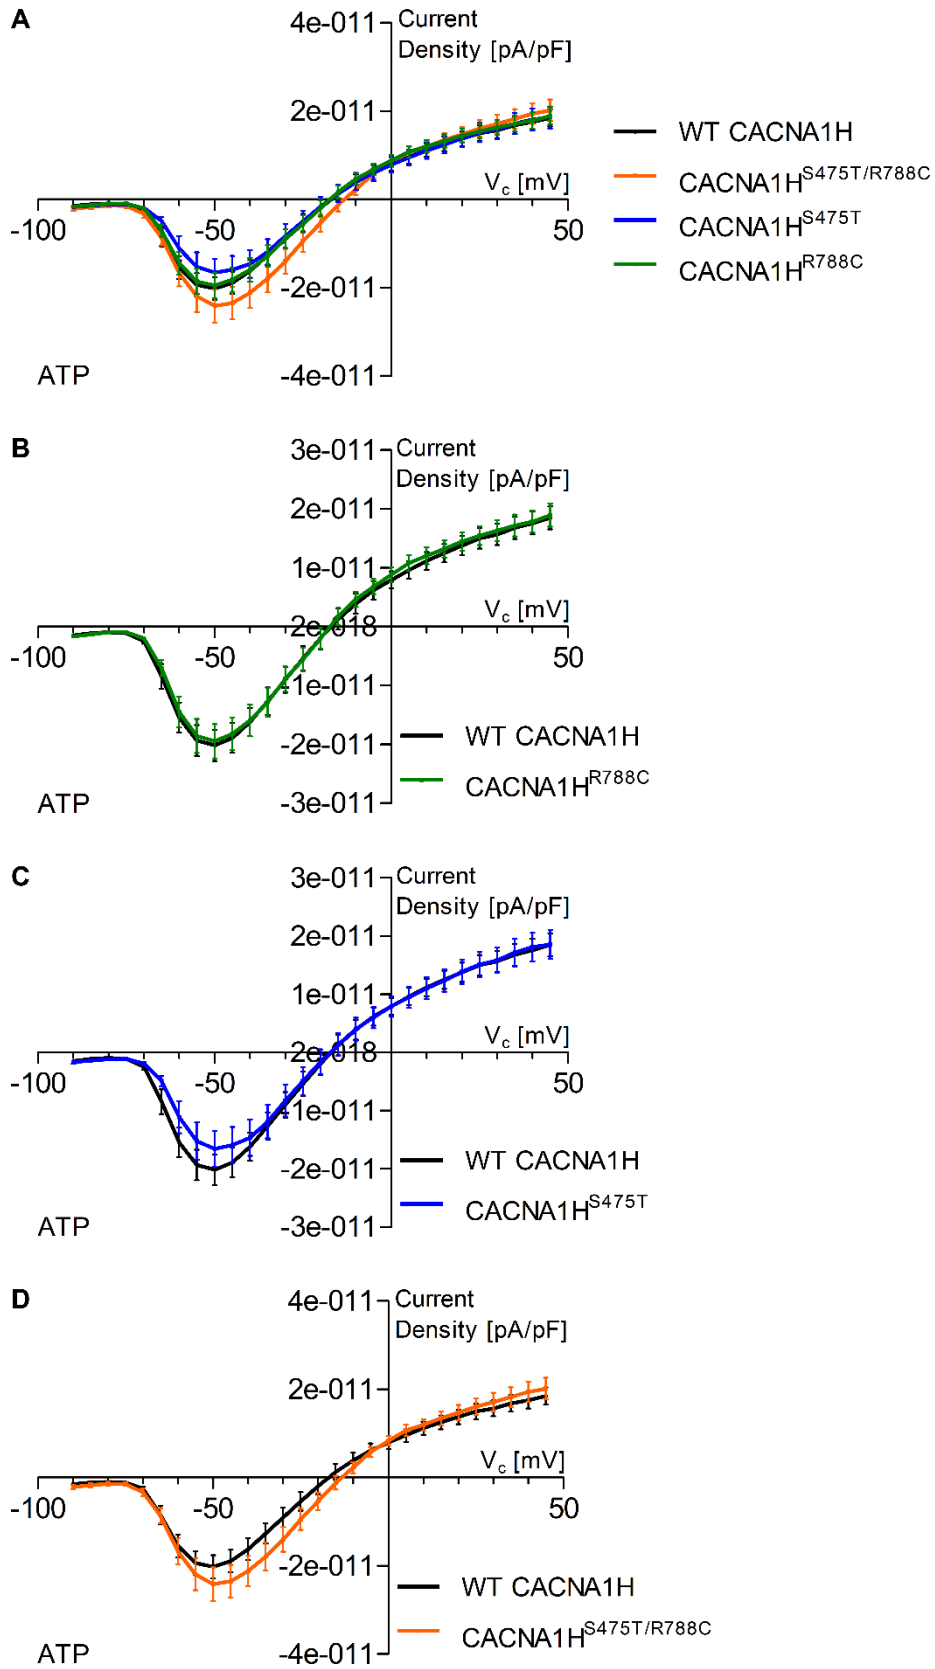 A
4e-011
Current
Density [pA/pF]
2e-011
Vc [mV]
-100
-50
50
-2e-011
-4e-011
ATP
WT CACNA1H
CACNA1HS475T/R788C
CACNA1HS475T
CACNA1HR788C
B
3e-011
Current
Density [pA/pF]
2e-011
1e-011
Vc [mV]
2e-018
-100
-50
50
-1e-011
-2e-011
-3e-011
WT CACNA1H
CACNA1HR788C
ATP
C
3e-011
Current
Density [pA/pF]
2e-011
1e-011
Vc [mV]
2e-018
-100
-50
50
-1e-011
-2e-011
-3e-011
WT CACNA1H
CACNA1HS475T
ATP
D
4e-011
Current
Density [pA/pF]
2e-011
Vc [mV]
-100
-50
50
-2e-011
-4e-011
WT CACNA1H
CACNA1HS475T/R788C
ATP